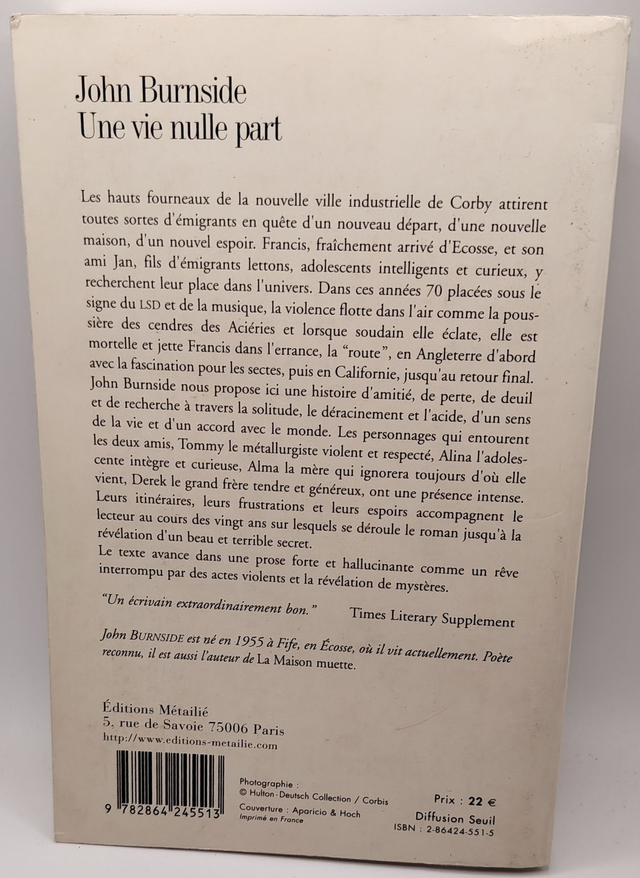 John Burnside
Une vie nulle part
Les hauts fourneaux de la nouvelle ville industrielle de Corby attirent
toutes sortes d'émigrants en quête d'un nouveau départ, d'une nouvelle
maison, d'un nouvel espoir. Francis, fraîchement arrivé d'Ecosse, et son
ami Jan, fils d'émigrants lettons, adolescents intelligents et curieux, y
recherchent leur place dans l'univers. Dans ces années 70 placées sous le
signe du LSD et de la musique, la violence flotte dans l'air comme la pous-
sière des cendres des Aciéries et lorsque soudain elle éclate, elle est
mortelle et jette Francis dans l'errance, la “route”, en Angleterre d'abord
avec la fascination pour les sectes, puis en Californie, jusqu'au retour final.
John Burnside nous propose ici une histoire d'amitié, de perte, de deuil
et de recherche à travers la solitude, le déracinement et l'acide, d'un sens
de la vie et d'un accord avec le monde. Les personnages qui entourent
les deux amis, Tommy le métallurgiste violent et respecté, Alina l'adoles-
cente intègre et curieuse, Alma la mère qui ignorera toujours d'où elle
vient, Derek le grand frère tendre et généreux, ont une présence intense.
Leurs itinéraires, leurs frustrations et leurs espoirs accompagnent le
lecteur au cours des vingt ans sur lesquels se déroule le roman jusqu'à la
révélation d'un beau et terrible secret.
Le texte avance dans une prose forte et hallucinante comme un rêve
interrompu par des actes violents et la révélation de mystères.
“Un écrivain extraordinairement bon.” Times Literary Supplement
John BURNSIDE est né en 1955 à Fife, en Écosse, où il vit actuellement. Poète
reconnu, il est aussi l'auteur de La Maison muette.
Éditions Métailié
5, rue de Savoie 75006 Paris
http://www.editions-metailie.com
9 782864 245513
Photographie :
© Hulton-Deutsch Collection / Corbis
Couverture : Aparicio & Hoch
Imprimé en France
Prix : 22 €
Diffusion Seuil
ISBN : 2-86424-551-5